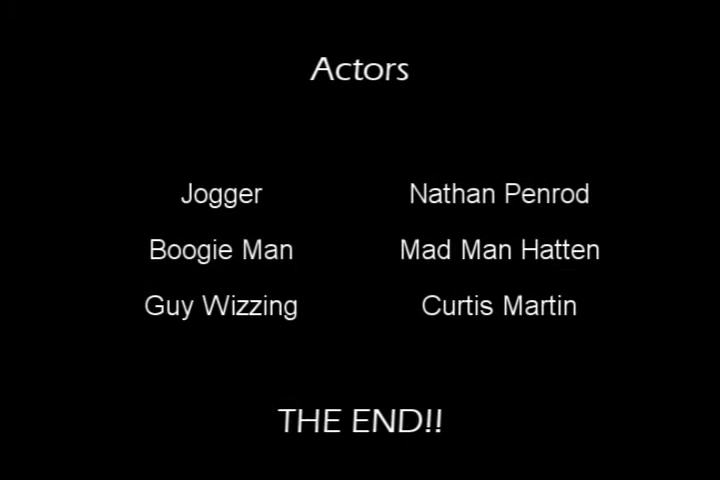 Actors
Jogger Nathan Penrod
Boogie Man Mad Man Hatten
Guy Wizzing Curtis Martin
THE END!!